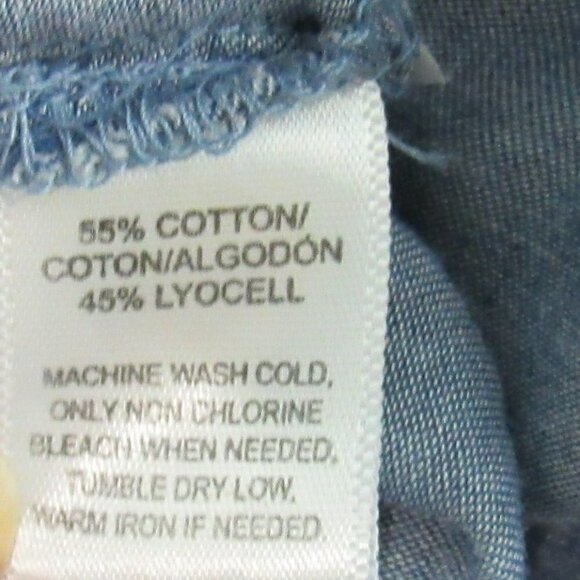 55% COTTON/
COTON/ALGODÓN
45% LYOCELL
MACHINE WASH COLD,
ONLY NON CHLORINE
BLEACH WHEN NEEDED.
TUMBLE DRY LOW.
WARM IRON IF NEEDED.